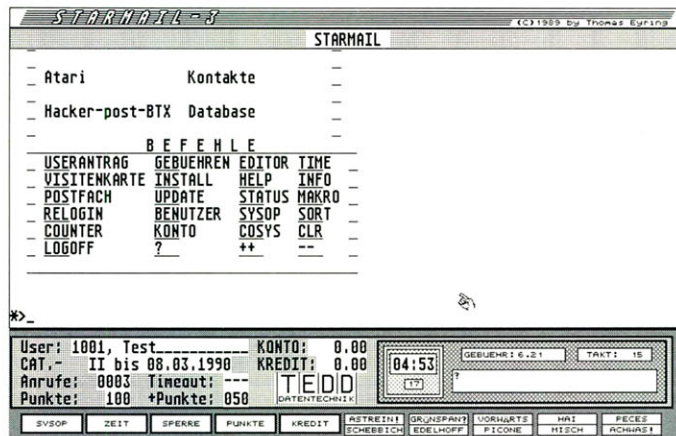 STARMAIL-3
(C)1989 by Thomas Eyring
STARMAIL
Atari Kontakte
Hacker-post-BTX Database
B E F E H L E
USERANTRAG GEBUEHREN EDITOR TIME
VISITENKARTE INSTALL HELP INFO
POSTFACH UPDATE STATUS MAKRO
RELOGIN BENUTZER SYSOP SORT
COUNTER KONTO COSYS CLR
LOGOFF ? ++ --
*>_
User: 1001, Test____________ KONTO: 0.00
CAT.- II bis 08.03.1990 KREDIT: 0.00
Anrufe: 0003 Timeout: ---
Punkte: 100 +Punkte: 050
TEDD
DATENTECHNIK
04:53
17
GEBUEHR: 6.21 TAKT: 15
?
SYSOP ZEIT SPERRE PUNKTE KREDIT ASTREIN! GRÜNSPAN? VORWÄRTS HAI PECES
SCHEBBICH EDELHOFF PICONE MISCH ACHWAS!